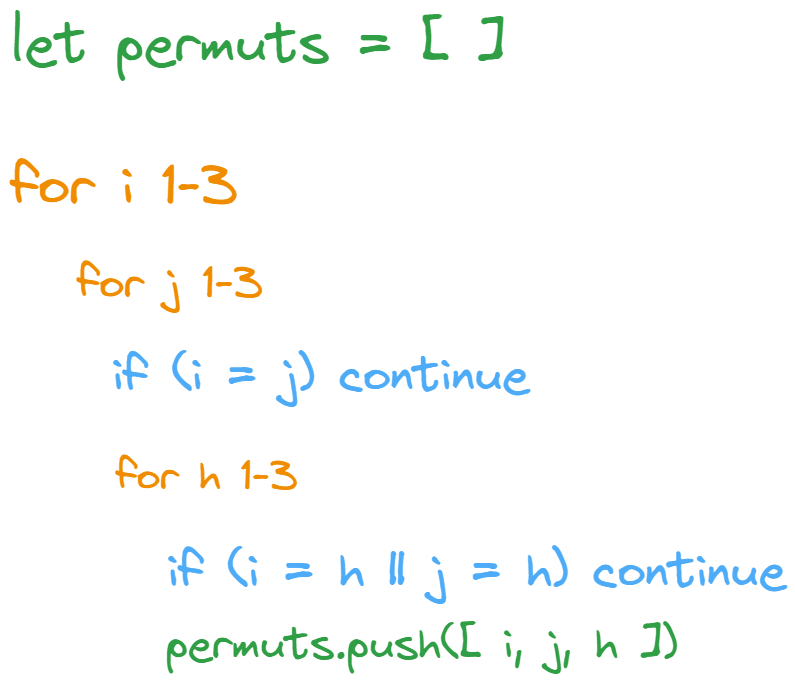 let permuts = [ ]
for i 1-3
for j 1-3
if (i = j) continue
for h 1-3
if (i = h || j = h) continue
permuts.push([ i, j, h ])